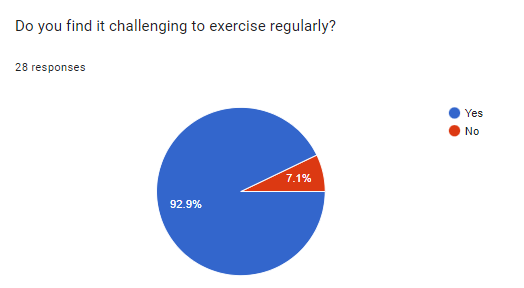 Do you find it challenging to exercise regularly?
28 responses
Yes
No
7.1%
92.9%